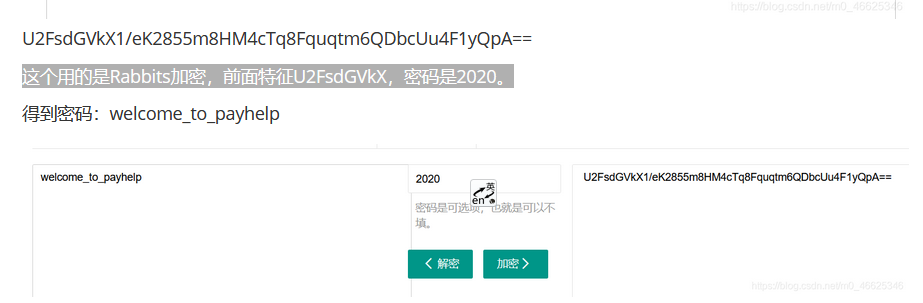 https://blog.csdn.net/m0_46625346
U2FsdGVkX1/eK2855m8HM4cTq8Fquqtm6QDbcUu4F1yQpA==
这个用的是Rabbits加密，前面特征U2FsdGVkX，密码是2020。
得到密码：welcome_to_payhelp
welcome_to_payhelp
2020
U2FsdGVkX1/eK2855m8HM4cTq8Fquqtm6QDbcUu4F1yQpA==
英
en
密码是可选项，也就是可以不
填。
解密
加密
https://blog.csdn.net/m0_46625346